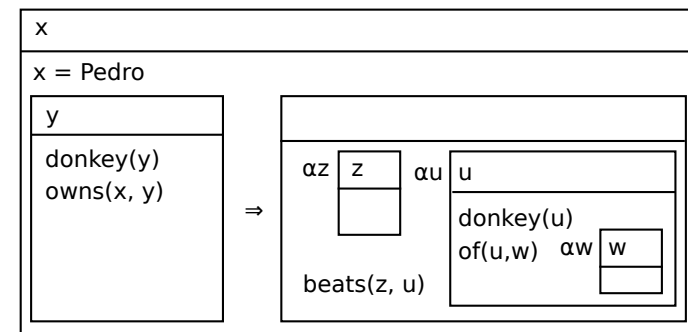 x
x = Pedro
y
donkey(y)
owns(x, y)
⇒
αz z
αu u
donkey(u)
of(u,w) αw w
beats(z, u)